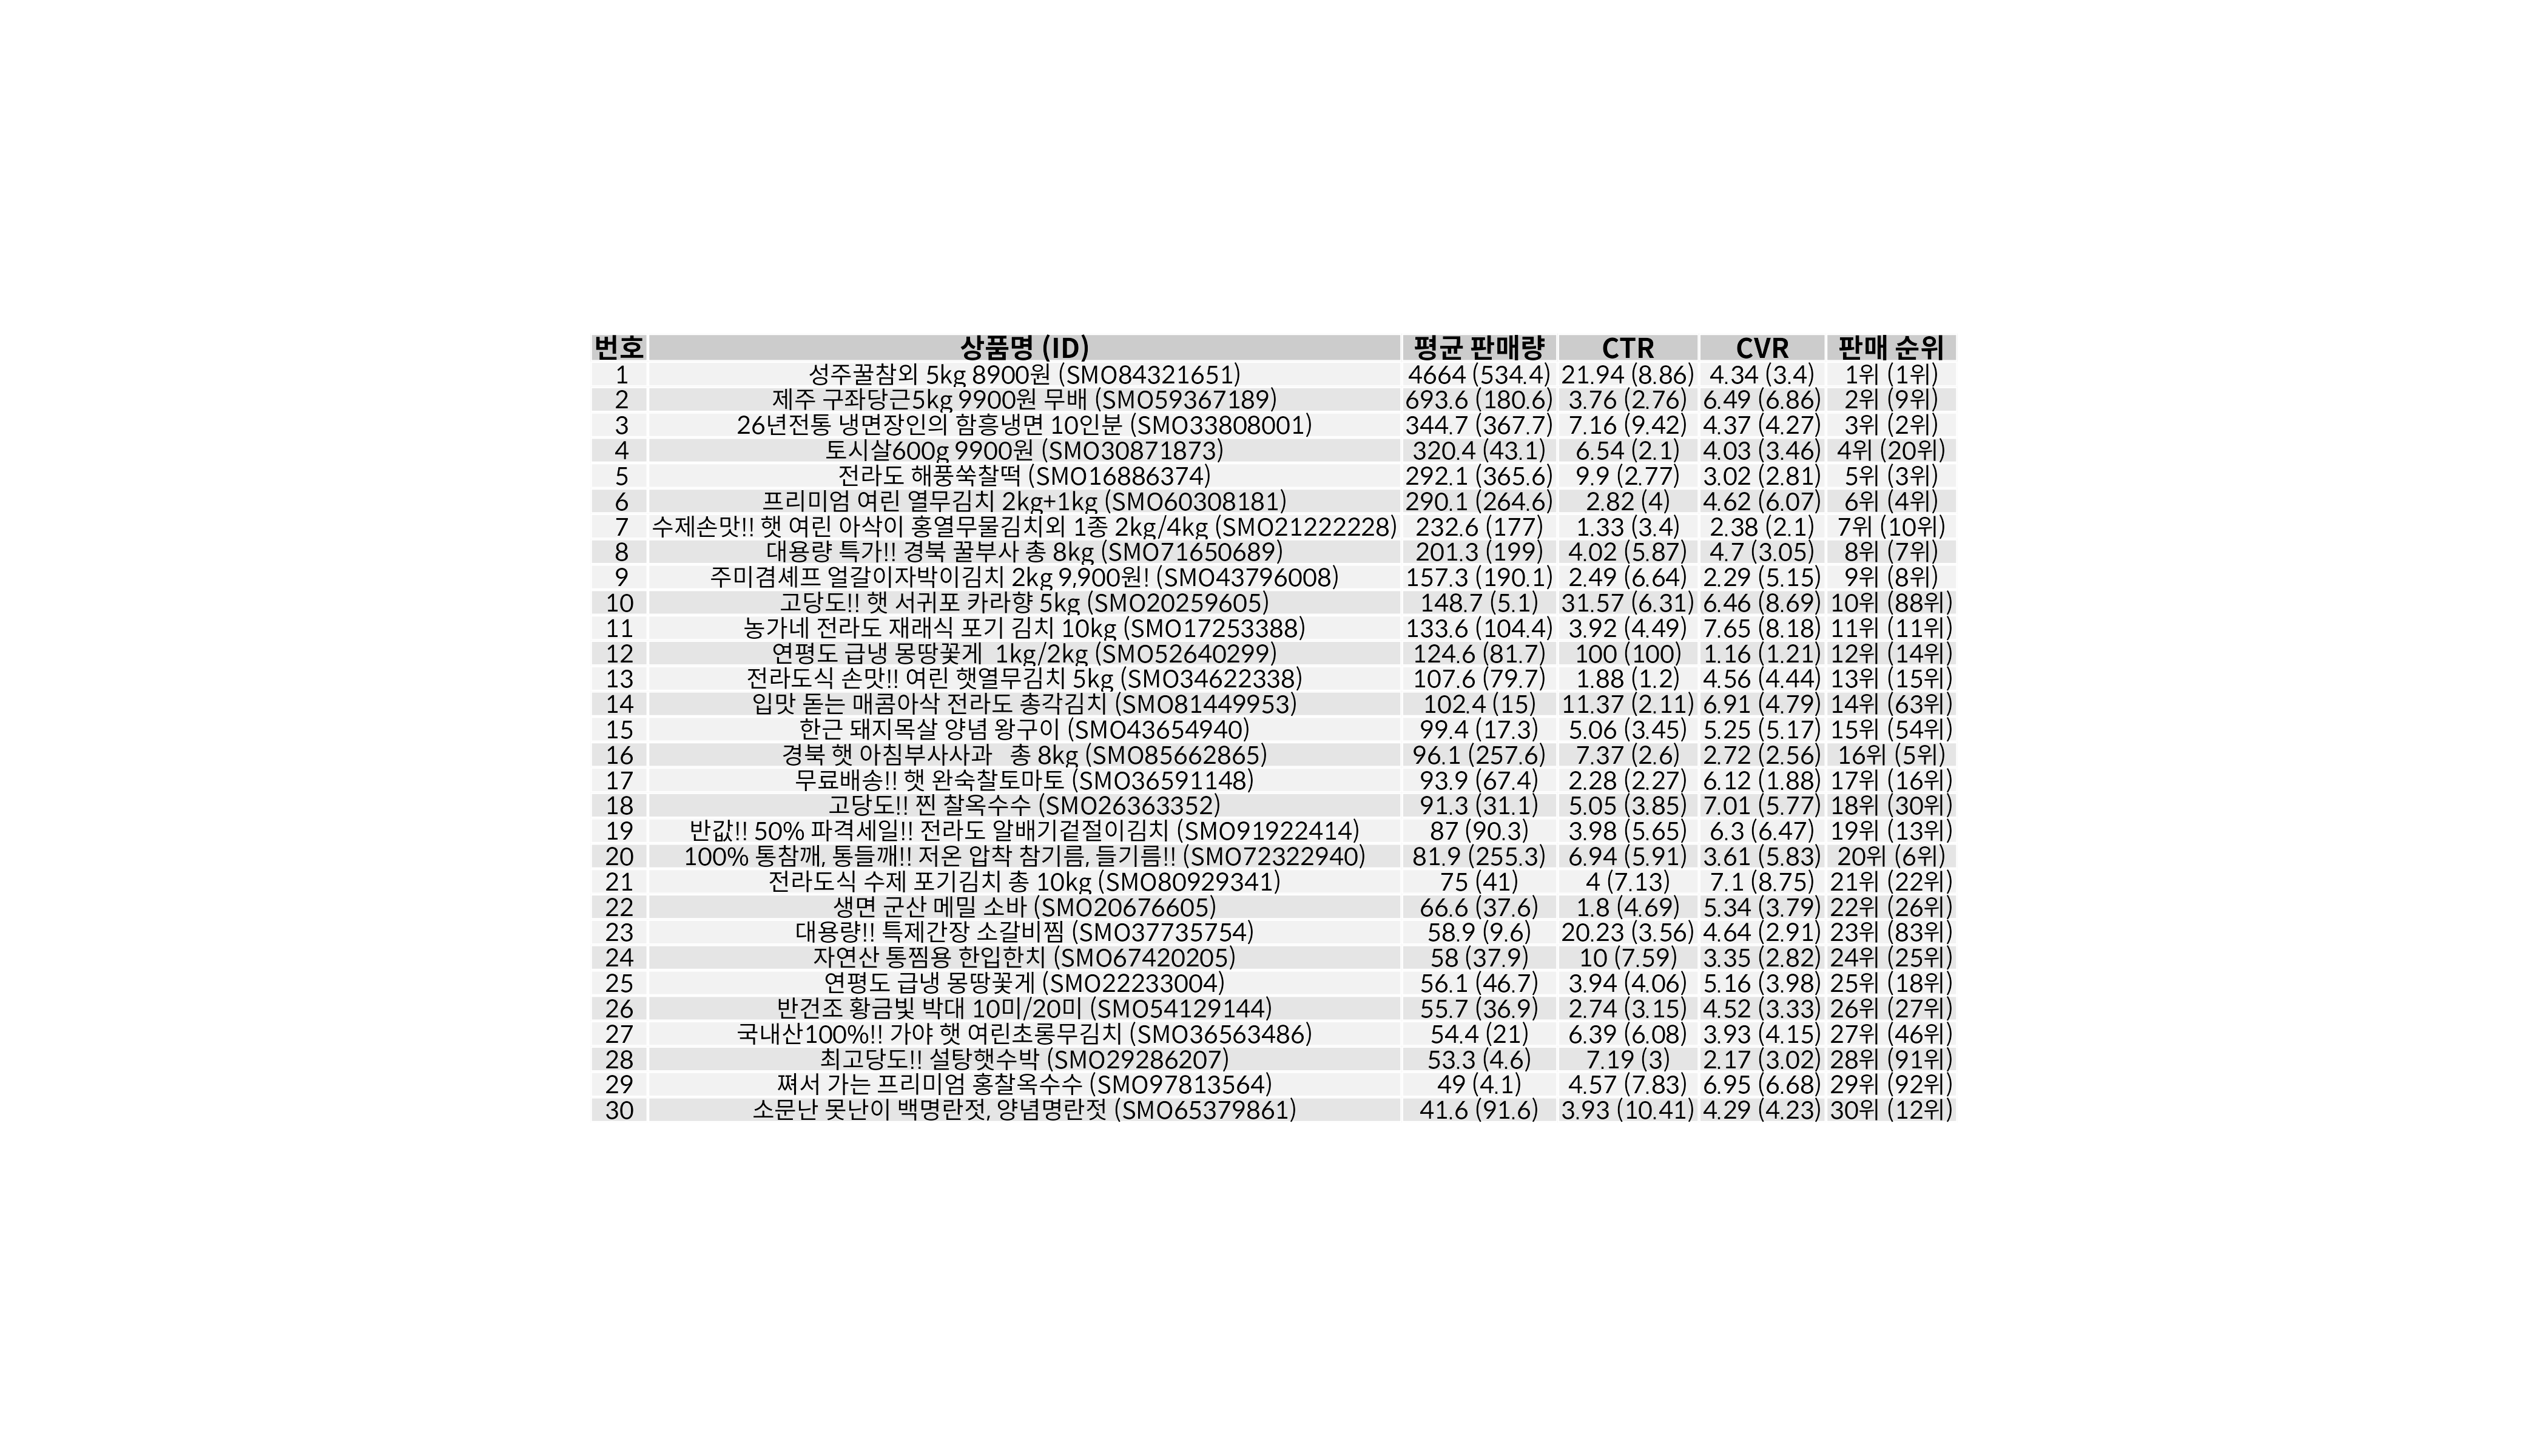 번호 상품명 (ID) 평균 판매량 CTR CVR 판매 순위
1 성주꿀참외 5kg 8900원 (SMO84321651) 4664 (534.4) 21.94 (8.86) 4.34 (3.4) 1위 (1위)
2 제주 구좌당근5kg 9900원 무배 (SMO59367189) 693.6 (180.6) 3.76 (2.76) 6.49 (6.86) 2위 (9위)
3 26년전통 냉면장인의 함흥냉면 10인분 (SMO33808001) 344.7 (367.7) 7.16 (9.42) 4.37 (4.27) 3위 (2위)
4 토시살600g 9900원 (SMO30871873) 320.4 (43.1) 6.54 (2.1) 4.03 (3.46) 4위 (20위)
5 전라도 해풍쑥찰떡 (SMO16886374) 292.1 (365.6) 9.9 (2.77) 3.02 (2.81) 5위 (3위)
6 프리미엄 여린 열무김치 2kg+1kg (SMO60308181) 290.1 (264.6) 2.82 (4) 4.62 (6.07) 6위 (4위)
7 수제손맛!! 햇 여린 아삭이 홍열무물김치외 1종 2kg/4kg (SMO21222228) 232.6 (177) 1.33 (3.4) 2.38 (2.1) 7위 (10위)
8 대용량 특가!! 경북 꿀부사 총 8kg (SMO71650689) 201.3 (199) 4.02 (5.87) 4.7 (3.05) 8위 (7위)
9 주미겸셰프 얼갈이자박이김치 2kg 9,900원! (SMO43796008) 157.3 (190.1) 2.49 (6.64) 2.29 (5.15) 9위 (8위)
10 고당도!! 햇 서귀포 카라향 5kg (SMO20259605) 148.7 (5.1) 31.57 (6.31) 6.46 (8.69) 10위 (88위)
11 농가네 전라도 재래식 포기 김치 10kg (SMO17253388) 133.6 (104.4) 3.92 (4.49) 7.65 (8.18) 11위 (11위)
12 연평도 급냉 몽땅꽃게  1kg/2kg (SMO52640299) 124.6 (81.7) 100 (100) 1.16 (1.21) 12위 (14위)
13 전라도식 손맛!! 여린 햇열무김치 5kg (SMO34622338) 107.6 (79.7) 1.88 (1.2) 4.56 (4.44) 13위 (15위)
14 입맛 돋는 매콤아삭 전라도 총각김치 (SMO81449953) 102.4 (15) 11.37 (2.11) 6.91 (4.79) 14위 (63위)
15 한근 돼지목살 양념 왕구이 (SMO43654940) 99.4 (17.3) 5.06 (3.45) 5.25 (5.17) 15위 (54위)
16 경북 햇 아침부사사과   총 8kg (SMO85662865) 96.1 (257.6) 7.37 (2.6) 2.72 (2.56) 16위 (5위)
17 무료배송!! 햇 완숙찰토마토 (SMO36591148) 93.9 (67.4) 2.28 (2.27) 6.12 (1.88) 17위 (16위)
18 고당도!! 찐 찰옥수수 (SMO26363352) 91.3 (31.1) 5.05 (3.85) 7.01 (5.77) 18위 (30위)
19 반값!! 50% 파격세일!! 전라도 알배기겉절이김치 (SMO91922414) 87 (90.3) 3.98 (5.65) 6.3 (6.47) 19위 (13위)
20 100% 통참깨, 통들깨!! 저온 압착 참기름, 들기름!! (SMO72322940) 81.9 (255.3) 6.94 (5.91) 3.61 (5.83) 20위 (6위)
21 전라도식 수제 포기김치 총 10kg (SMO80929341) 75 (41) 4 (7.13) 7.1 (8.75) 21위 (22위)
22 생면 군산 메밀 소바 (SMO20676605) 66.6 (37.6) 1.8 (4.69) 5.34 (3.79) 22위 (26위)
23 대용량!! 특제간장 소갈비찜 (SMO37735754) 58.9 (9.6) 20.23 (3.56) 4.64 (2.91) 23위 (83위)
24 자연산 통찜용 한입한치 (SMO67420205) 58 (37.9) 10 (7.59) 3.35 (2.82) 24위 (25위)
25 연평도 급냉 몽땅꽃게 (SMO22233004) 56.1 (46.7) 3.94 (4.06) 5.16 (3.98) 25위 (18위)
26 반건조 황금빛 박대 10미/20미 (SMO54129144) 55.7 (36.9) 2.74 (3.15) 4.52 (3.33) 26위 (27위)
27 국내산100%!! 가야 햇 여린초롱무김치 (SMO36563486) 54.4 (21) 6.39 (6.08) 3.93 (4.15) 27위 (46위)
28 최고당도!! 설탕햇수박 (SMO29286207) 53.3 (4.6) 7.19 (3) 2.17 (3.02) 28위 (91위)
29 쪄서 가는 프리미엄 홍찰옥수수 (SMO97813564) 49 (4.1) 4.57 (7.83) 6.95 (6.68) 29위 (92위)
30 소문난 못난이 백명란젓, 양념명란젓 (SMO65379861) 41.6 (91.6) 3.93 (10.41) 4.29 (4.23) 30위 (12위)